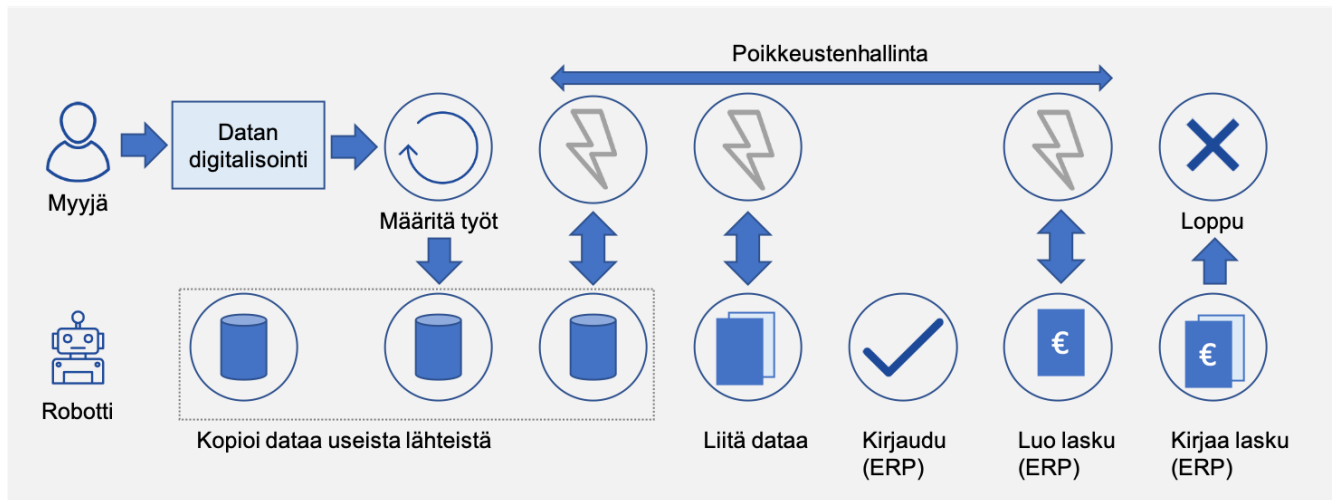 Poikkeustenhallinta
Datan
digitalisointi
Myyjä
Määritä työt
Loppu
€
€
Robotti
Kopioi dataa useista lähteistä
Liitä dataa
Kirjaudu
(ERP)
Luo lasku
(ERP)
Kirjaa lasku
(ERP)